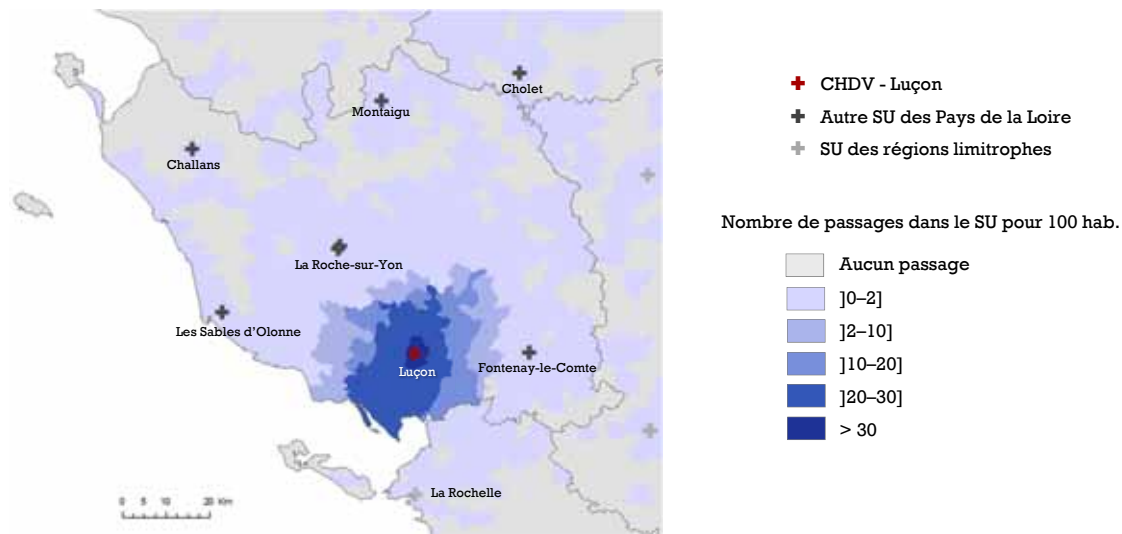 Cholet
Montaigu
Challans
La Roche-sur-Yon
Les Sables d'Olonne
Luçon
Fontenay-le-Comte
La Rochelle
0 5 10 20 Km
CHDV - Luçon
Autre SU des Pays de la Loire
SU des régions limitrophes
Nombre de passages dans le SU pour 100 hab.
Aucun passage
]0–2]
]2–10]
]10–20]
]20–30]
> 30